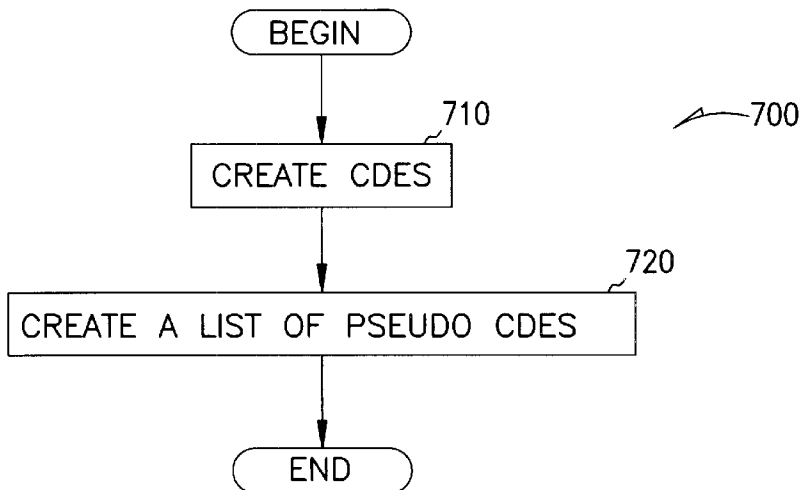 BEGIN
710
700
CREATE CDES
720
CREATE A LIST OF PSEUDO CDES
END